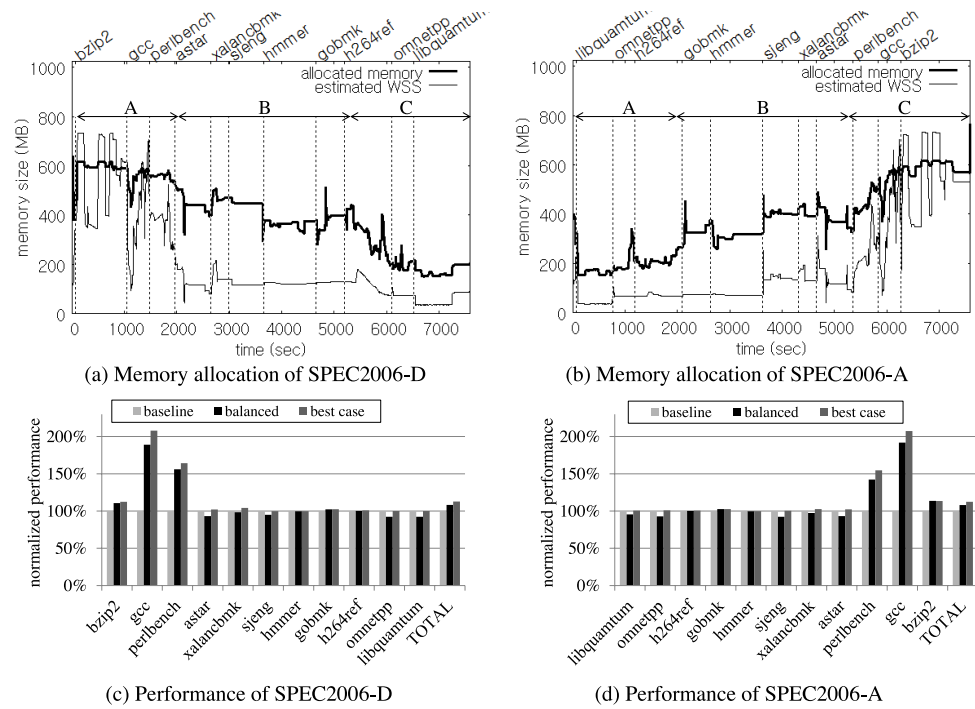 bzip2
gcc
perlbench
astar
xalancbmk
sjeng
hmmer
gobmk
h264ref
omnetpp
libquamtum
1000
800
600
400
200
0
memory size (MB)
allocated memory
estimated WSS
A
B
C
0 1000 2000 3000 4000 5000 6000 7000
time (sec)
(a) Memory allocation of SPEC2006-D
libquamtum
omnetpp
h264ref
gobmk
hmmer
sjeng
xalancbmk
astar
perlbench
gcc
bzip2
1000
800
600
400
200
0
memory size (MB)
allocated memory
estimated WSS
A
B
C
0 1000 2000 3000 4000 5000 6000 7000
time (sec)
(b) Memory allocation of SPEC2006-A
baseline balanced best case
200%
150%
100%
50%
0%
normalized performance
bzip2
gcc
perlbench
astar
xalancbmk
sjeng
hmmer
gobmk
h264ref
omnetpp
libquamtum
TOTAL
(c) Performance of SPEC2006-D
baseline balanced best case
200%
150%
100%
50%
0%
normalized performance
libquamtum
omnetpp
h264ref
gobmk
hmmer
sjeng
xalancbmk
astar
perlbench
gcc
bzip2
TOTAL
(d) Performance of SPEC2006-A